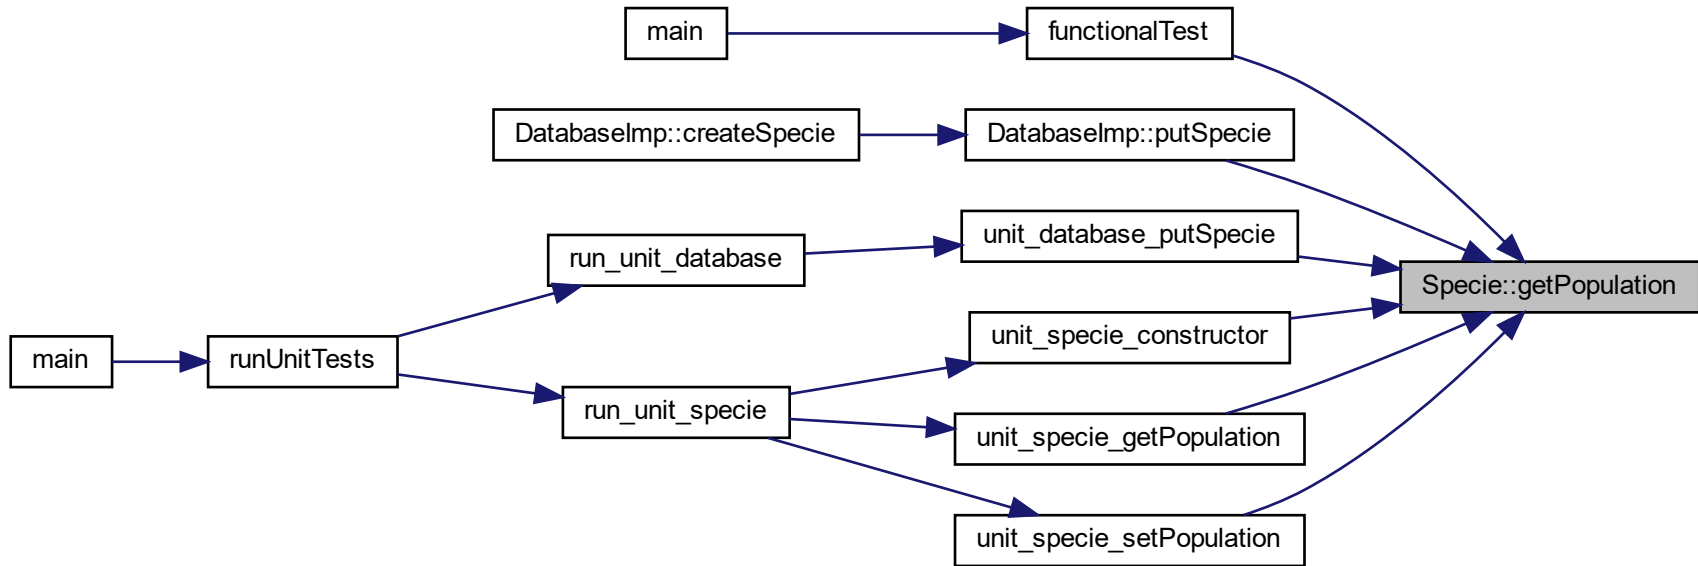 main
functionalTest
DatabaseImp::createSpecie
DatabaseImp::putSpecie
unit_database_putSpecie
run_unit_database
Specie::getPopulation
unit_specie_constructor
main
runUnitTests
run_unit_specie
unit_specie_getPopulation
unit_specie_setPopulation